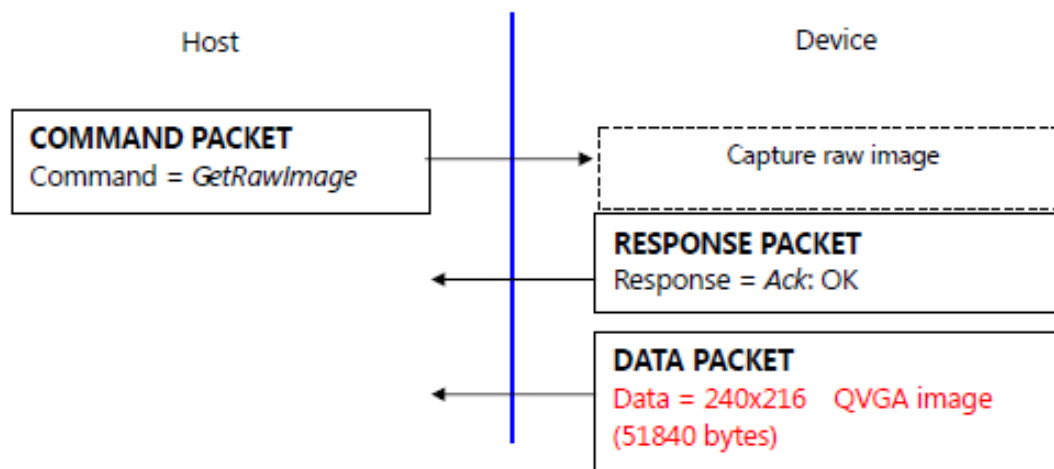 Host
Device
COMMAND PACKET
Command = GetRawImage
Capture raw image
RESPONSE PACKET
Response = Ack: OK
DATA PACKET
Data = 240x216 QVGA image
(51840 bytes)